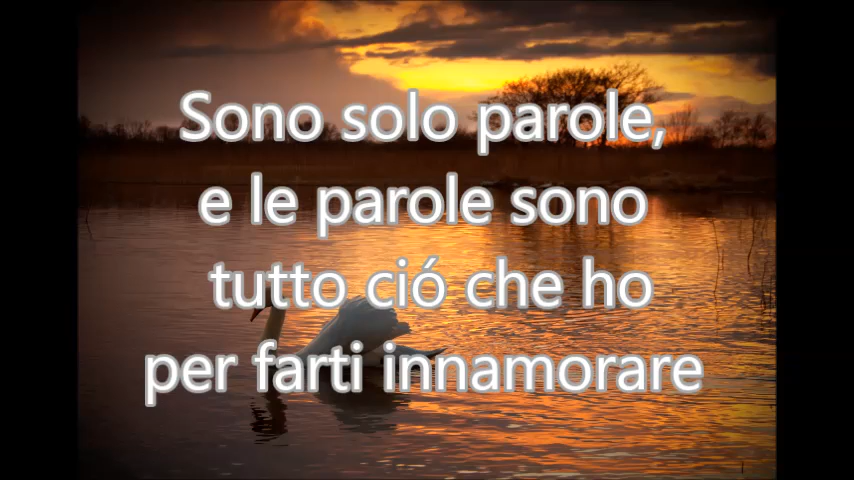 Sono solo parole,
e le parole sono
tutto ció che ho
per farti innamorare